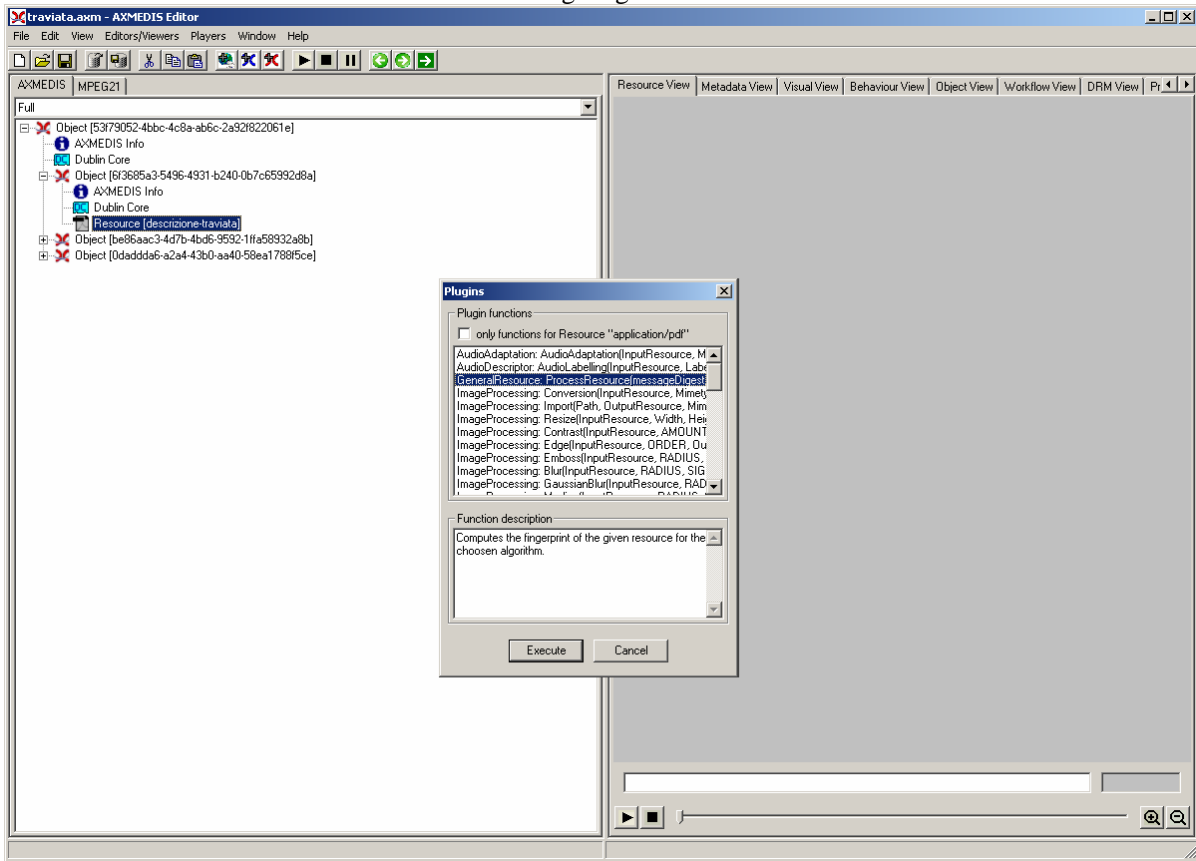 traviata.axm - AXMEDIS Editor
File Edit View Editors/Viewers Players Window Help
AXMEDIS MPEG21
Full
Object [53f79052-4bbc-4c8a-ab6c-2a92f822061e]
AXMEDIS Info
Dublin Core
Object [6f3685a3-5496-4931-b240-0b7c65992d8a]
AXMEDIS Info
Dublin Core
Resource [descrizione-traviata]
Object [be86aac3-4d7b-4bd6-9592-1ffa58932a8b]
Object [0daddda6-a2a4-43b0-aa40-58ea1788f5ce]
Resource View Metadata View Visual View Behaviour View Object View Workflow View DRM View Pr
Plugins
Plugin functions
only functions for Resource "application/pdf"
AudioAdaptation: AudioAdaptation(InputResource, M
AudioDescriptor: AudioLabelling(InputResource, Labe
GeneralResource: ProcessResource(messageDigest
ImageProcessing: Conversion(InputResource, Mimety
ImageProcessing: Import(Path, OutputResource, Mim
ImageProcessing: Resize(InputResource, Width, Hei
ImageProcessing: Contrast(InputResource, AMOUNT
ImageProcessing: Edge(InputResource, ORDER, Ou
ImageProcessing: Emboss(InputResource, RADIUS,
ImageProcessing: Blur(InputResource, RADIUS, SIG
ImageProcessing: GaussianBlur(InputResource, RAD
Function description
Computes the fingerprint of the given resource for the
choosen algorithm.
Execute Cancel